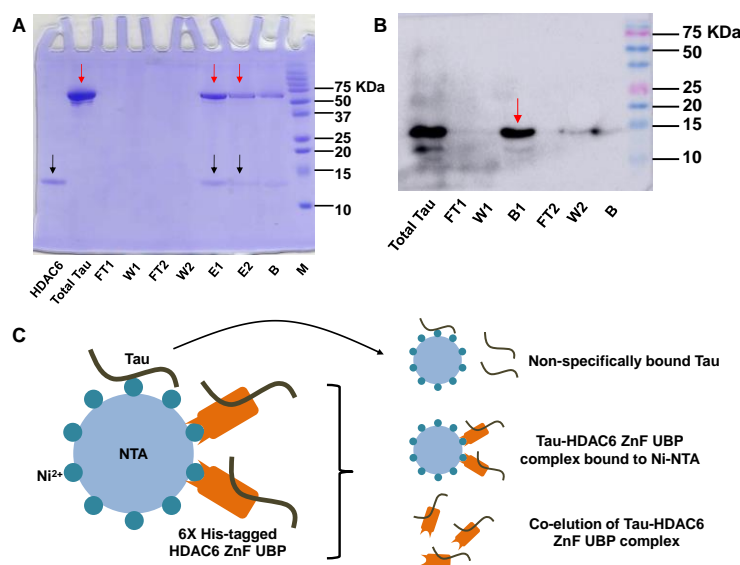 A
75 KDa
50
37
25
20
15
10
HDAC6
Total Tau
FT1
W1
FT2
W2
E1
E2
B
M
B
75 KDa
50
25
20
15
10
Total Tau
FT1
W1
B1
FT2
W2
B
C
Tau
NTA
Ni²⁺
6X His-tagged
HDAC6 ZnF UBP
Non-specifically bound Tau
Tau-HDAC6 ZnF UBP
complex bound to Ni-NTA
Co-elution of Tau-HDAC6
ZnF UBP complex